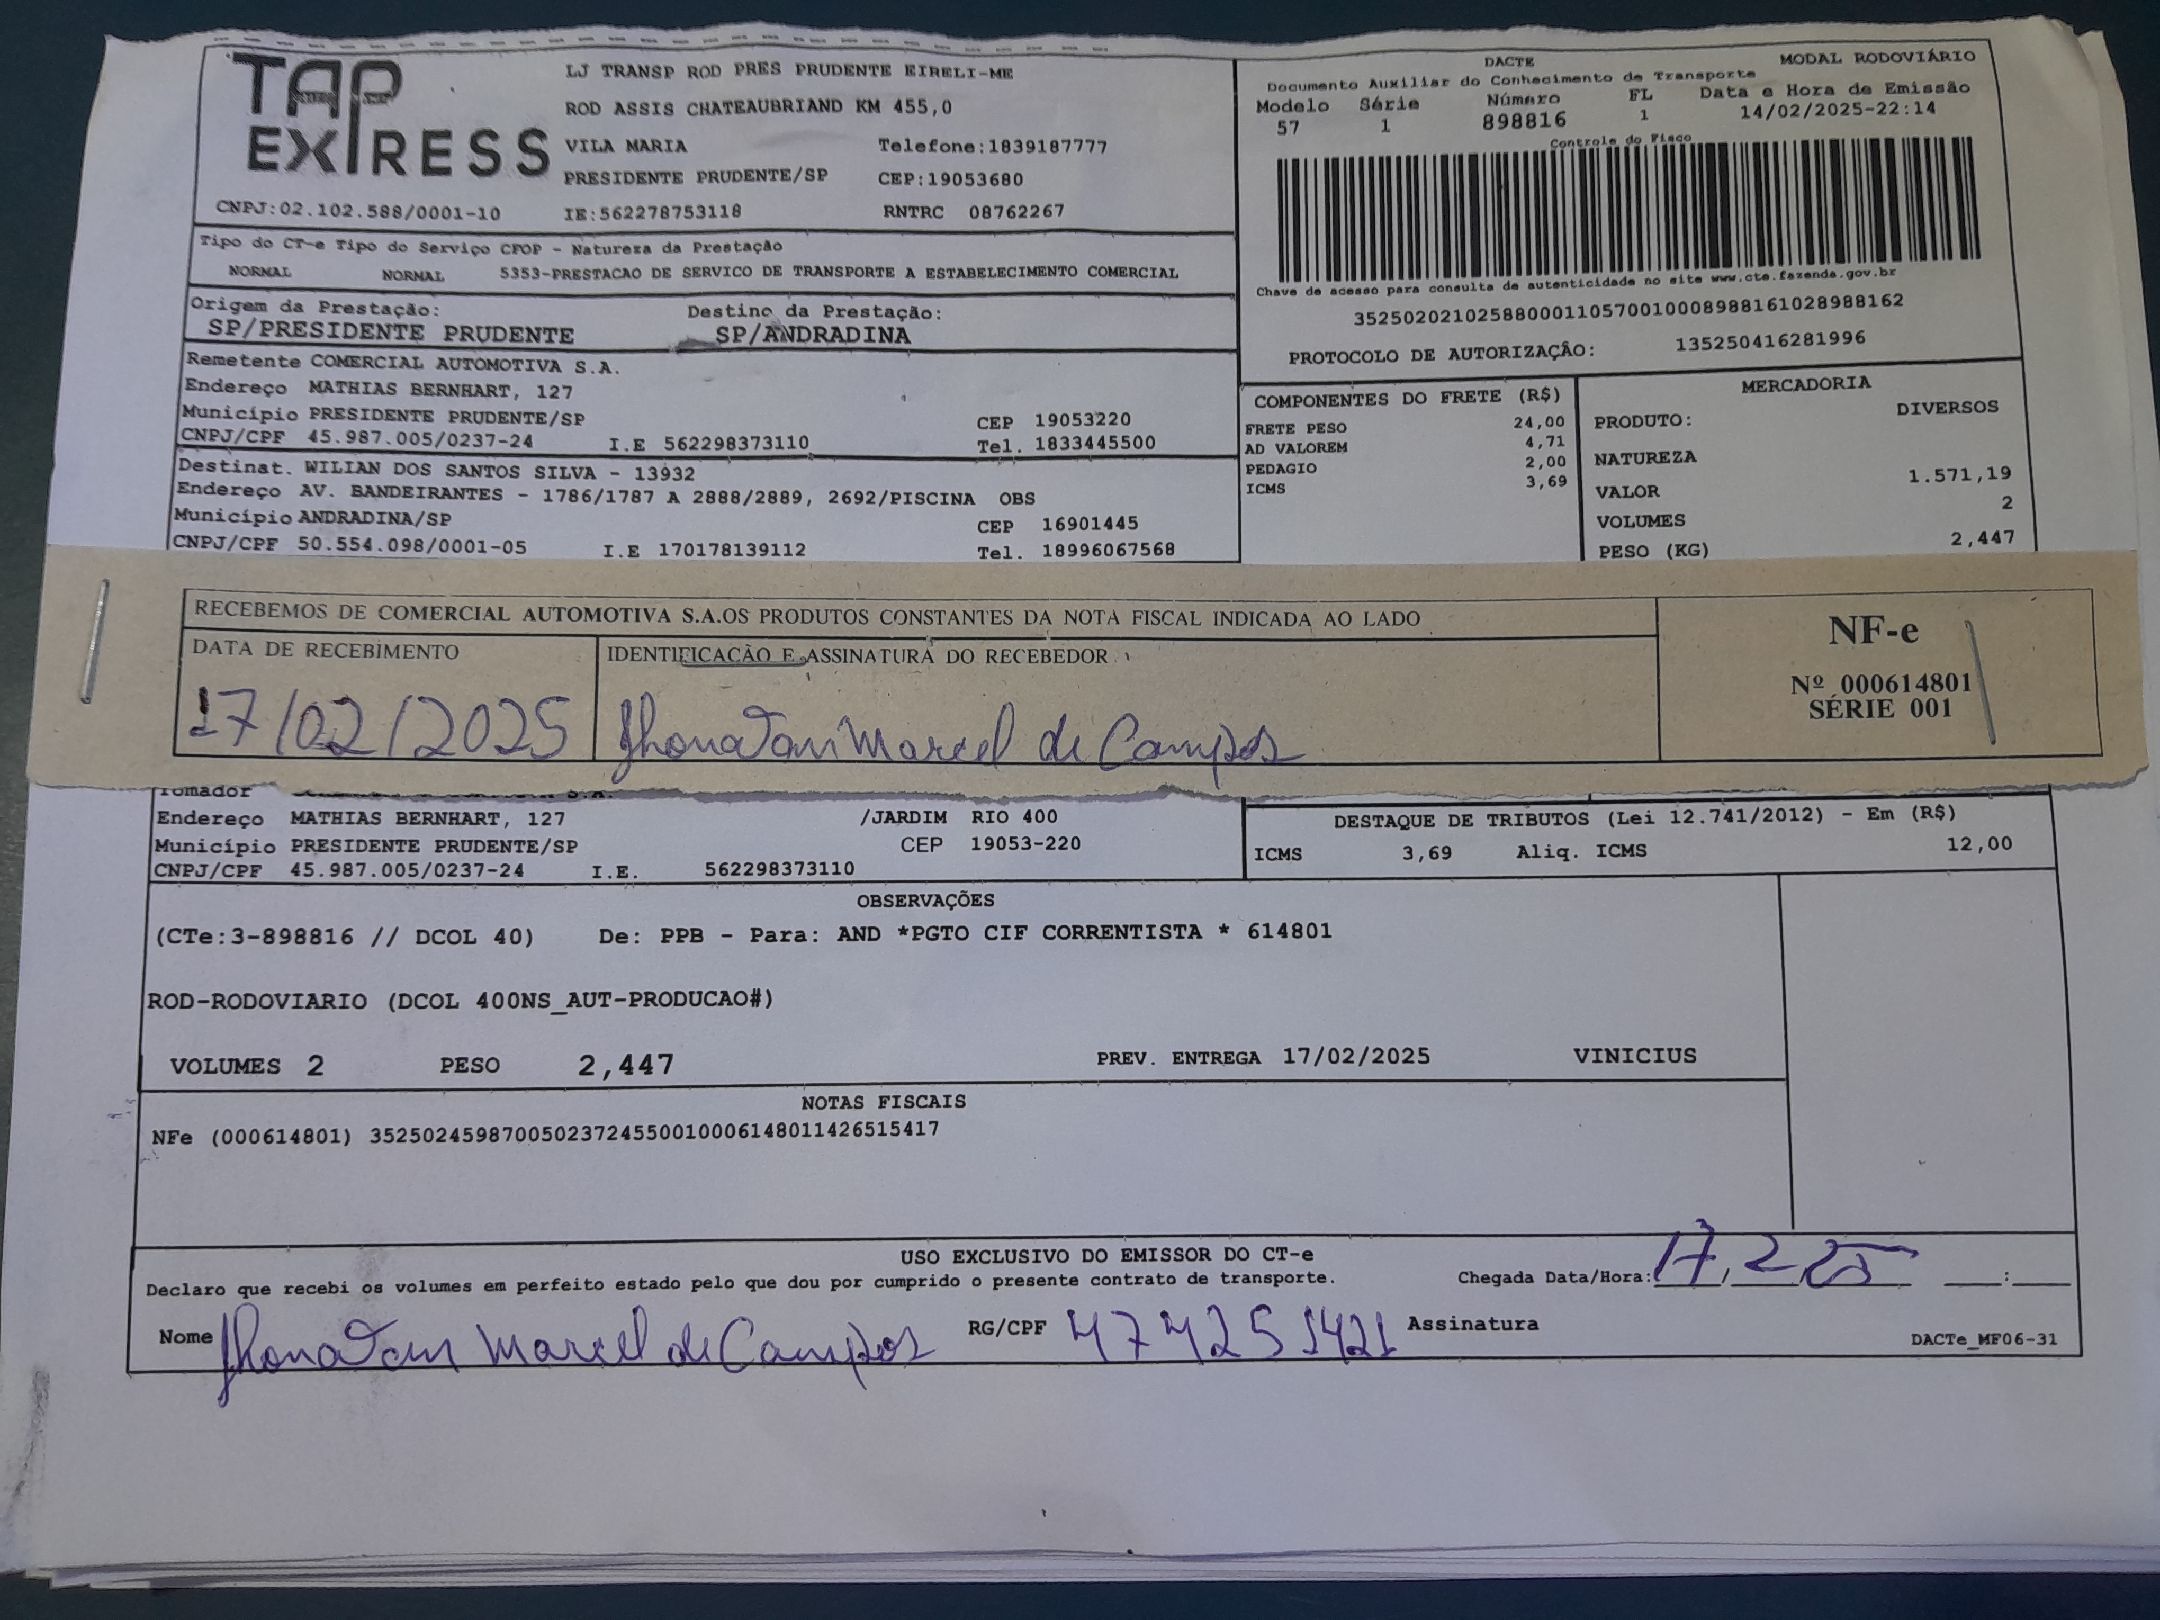 TAP EXPRESS
LJ TRANSP ROD PRES PRUDENTE EIRELI-ME
ROD ASSIS CHATEAUBRIAND KM 455,0
VILA MARIA Telefone:1839187777
PRESIDENTE PRUDENTE/SP CEP:19053680
CNPJ:02.102.588/0001-10 IE:562278753118 RNTRC 08762267
DACTE MODAL RODOVIÁRIO
Documento Auxiliar do Conhecimento de Transporte
Modelo Série Número FL Data e Hora de Emissão
57 1 898816 1 14/02/2025-22:14
Controle do Fisco
Chave de acesso para consulta de autenticidade no site www.cte.fazenda.gov.br
35250202102588000110570010008988161028988162
PROTOCOLO DE AUTORIZAÇÃO: 135250416281996
Tipo do CT-e Tipo do Serviço CFOP - Natureza da Prestação
NORMAL NORMAL 5353-PRESTACAO DE SERVICO DE TRANSPORTE A ESTABELECIMENTO COMERCIAL
Origem da Prestação: Destino da Prestação:
SP/PRESIDENTE PRUDENTE SP/ANDRADINA
Remetente COMERCIAL AUTOMOTIVA S.A.
Endereço MATHIAS BERNHART, 127
Município PRESIDENTE PRUDENTE/SP CEP 19053220
CNPJ/CPF 45.987.005/0237-24 I.E 562298373110 Tel. 1833445500
Destinat. WILIAN DOS SANTOS SILVA - 13932
Endereço AV. BANDEIRANTES - 1786/1787 A 2888/2889, 2692/PISCINA OBS
Município ANDRADINA/SP CEP 16901445
CNPJ/CPF 50.554.098/0001-05 I.E 170178139112 Tel. 18996067568
COMPONENTES DO FRETE (R$)
FRETE PESO 24,00
AD VALOREM 4,71
PEDAGIO 2,00
ICMS 3,69
MERCADORIA
PRODUTO: DIVERSOS
NATUREZA
VALOR 1.571,19
VOLUMES 2
PESO (KG) 2,447
RECEBEMOS DE COMERCIAL AUTOMOTIVA S.A.OS PRODUTOS CONSTANTES DA NOTA FISCAL INDICADA AO LADO
DATA DE RECEBIMENTO IDENTIFICAÇÃO E ASSINATURA DO RECEBEDOR
17/02/2025 Jhonatan Marcel de Campos
NF-e
Nº 000614801
SÉRIE 001
Tomador
Endereço MATHIAS BERNHART, 127 /JARDIM RIO 400
Município PRESIDENTE PRUDENTE/SP CEP 19053-220
CNPJ/CPF 45.987.005/0237-24 I.E. 562298373110
DESTAQUE DE TRIBUTOS (Lei 12.741/2012) - Em (R$)
ICMS 3,69 Aliq. ICMS 12,00
OBSERVAÇÕES
(CTe:3-898816 // DCOL 40) De: PPB - Para: AND *PGTO CIF CORRENTISTA * 614801
ROD-RODOVIARIO (DCOL 400NS_AUT-PRODUCAO#)
VOLUMES 2 PESO 2,447 PREV. ENTREGA 17/02/2025 VINICIUS
NOTAS FISCAIS
NFe (000614801) 35250245987005023724550010006148011426515417
USO EXCLUSIVO DO EMISSOR DO CT-e
Declaro que recebi os volumes em perfeito estado pelo que dou por cumprido o presente contrato de transporte. Chegada Data/Hora: 17/2 25 :
Nome Jhonatan Marcel de Campos RG/CPF 4742551421 Assinatura
DACTe_MF06-31